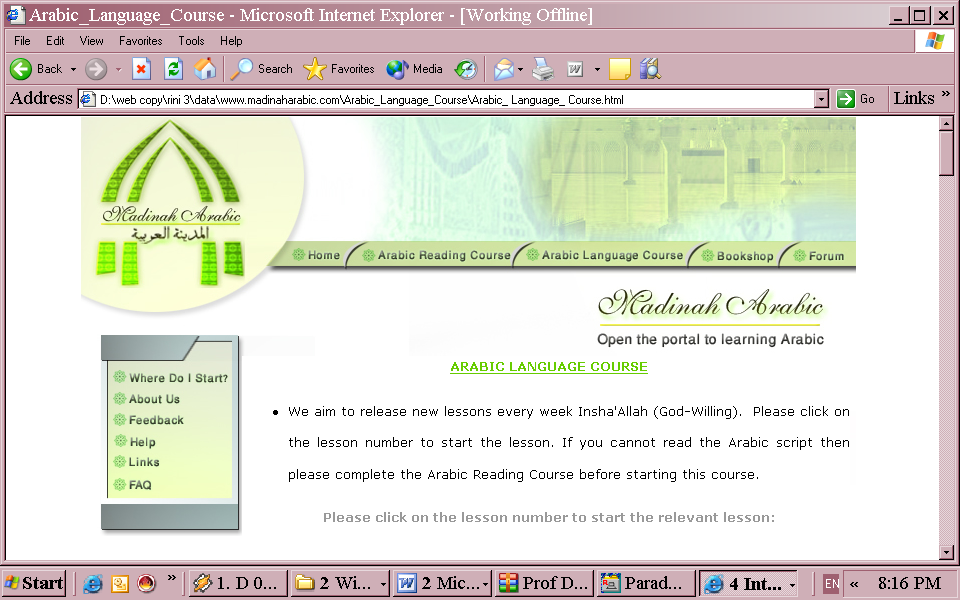 Arabic_Language_Course - Microsoft Internet Explorer - [Working Offline]
File Edit View Favorites Tools Help
Back Search Favorites Media
Address D:\web copy\rini 3\data\www.madinaharabic.com\Arabic_Language_Course\Arabic_ Language_ Course.html Go Links »
Madinah Arabic
المدينة العربية
Home Arabic Reading Course Arabic Language Course Bookshop Forum
Madinah Arabic
Open the portal to learning Arabic
Where Do I Start?
About Us
Feedback
Help
Links
FAQ
ARABIC LANGUAGE COURSE
• We aim to release new lessons every week Insha'Allah (God-Willing). Please click on
the lesson number to start the lesson. If you cannot read the Arabic script then
please complete the Arabic Reading Course before starting this course.
Please click on the lesson number to start the relevant lesson:
Start » 1. D 0... 2 Wi... 2 Mic... Prof D... Parad... 4 Int... EN « 8:16 PM